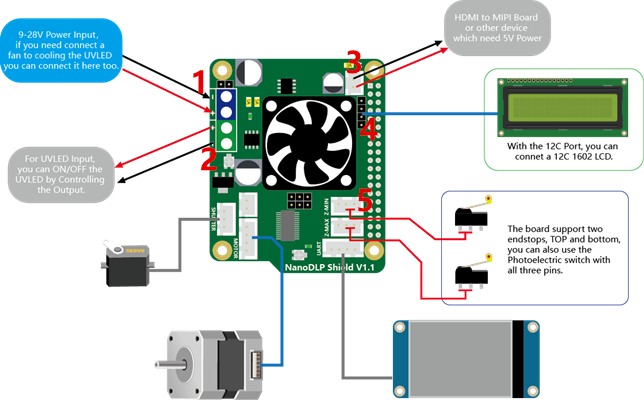 9-28V Power Input,
if you need connect a
fan to cooling the UVLED
you can connect it here too.
HDMI to MIPI Board
or other device
which need 5V Power
1
3
4
2
With the 12C Port, you can
connet a 12C 1602 LCD.
For UVLED Input,
you can ON/OFF the
UVLED by Controlling
the Output.
5
Z-MIN
Z-MAX
SHUTTER
MOTOR
UART
NanoDLP Shield V1.1
The board support two
endstops, TOP and bottom,
you can also use the
Photoelectric switch with
all three pins.